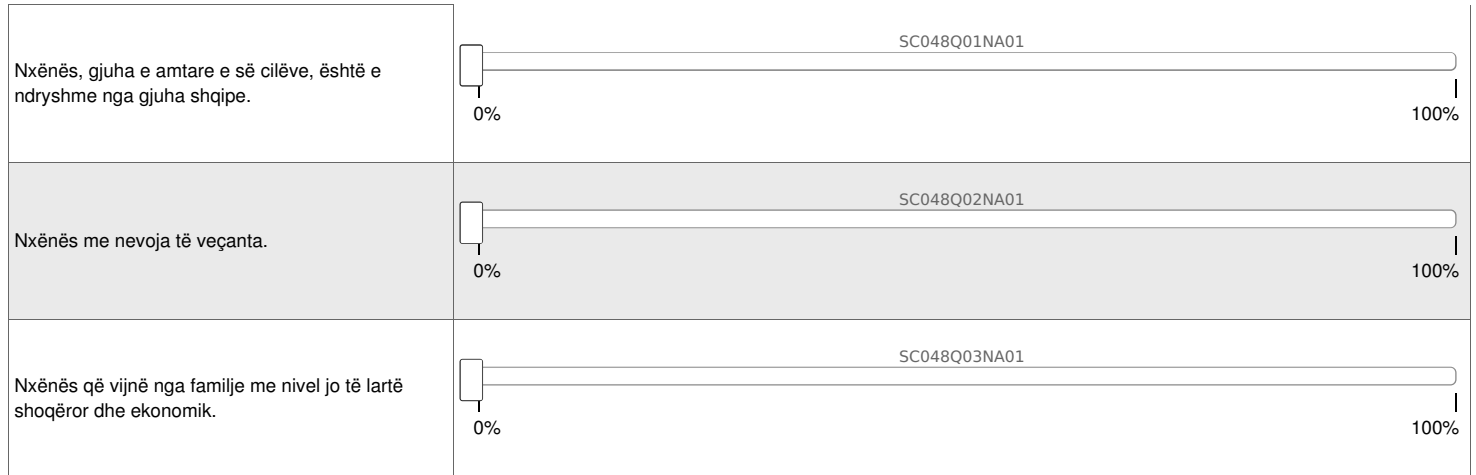 SC048Q01NA01
Nxënës, gjuha e amtare e së cilëve, është e
ndryshme nga gjuha shqipe.
0%
100%
SC048Q02NA01
Nxënës me nevoja të veçanta.
0%
100%
SC048Q03NA01
Nxënës që vijnë nga familje me nivel jo të lartë
shoqëror dhe ekonomik.
0%
100%